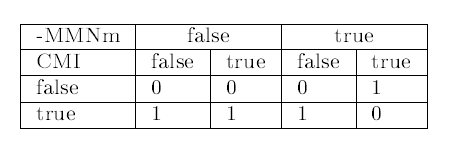 -MMNm false true
CMI false true false true
false 0 0 0 1
true 1 1 1 0